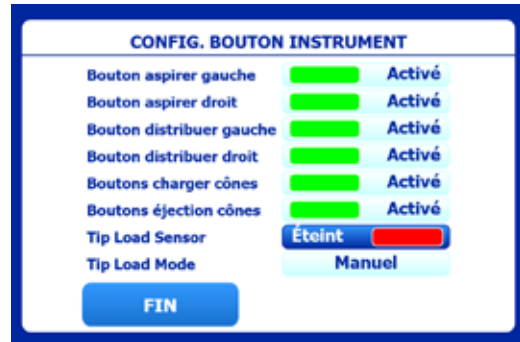 CONFIG. BOUTON INSTRUMENT
Bouton aspirer gauche Activé
Bouton aspirer droit Activé
Bouton distribuer gauche Activé
Bouton distribuer droit Activé
Boutons charger cônes Activé
Boutons éjection cônes Activé
Tip Load Sensor Éteint
Tip Load Mode Manuel
FIN